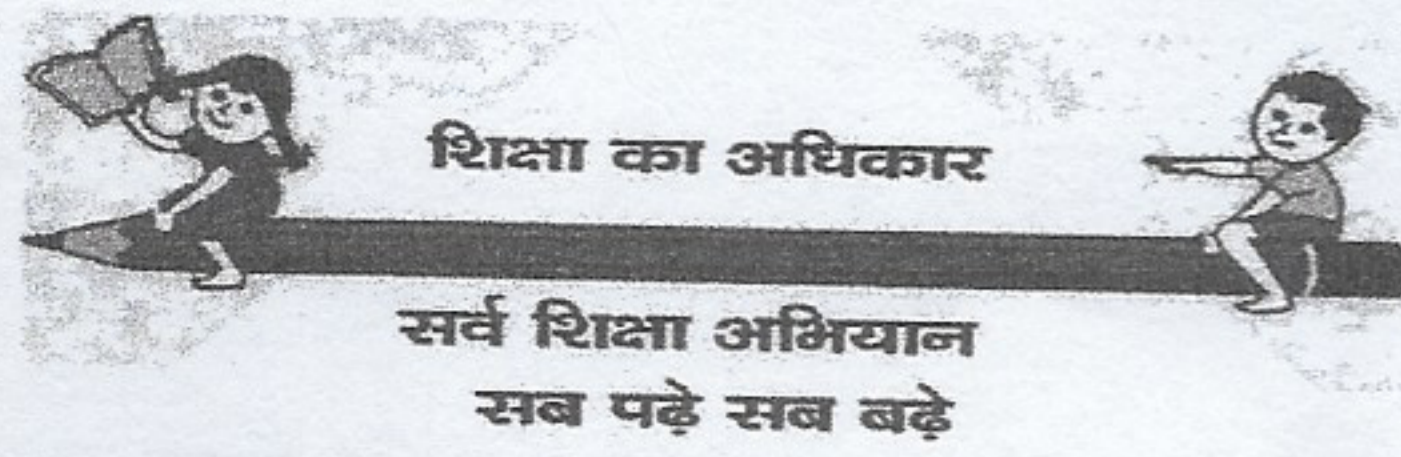 शिक्षा का अधिकार
सर्व शिक्षा अभियान
सब पढ़े सब बढ़े